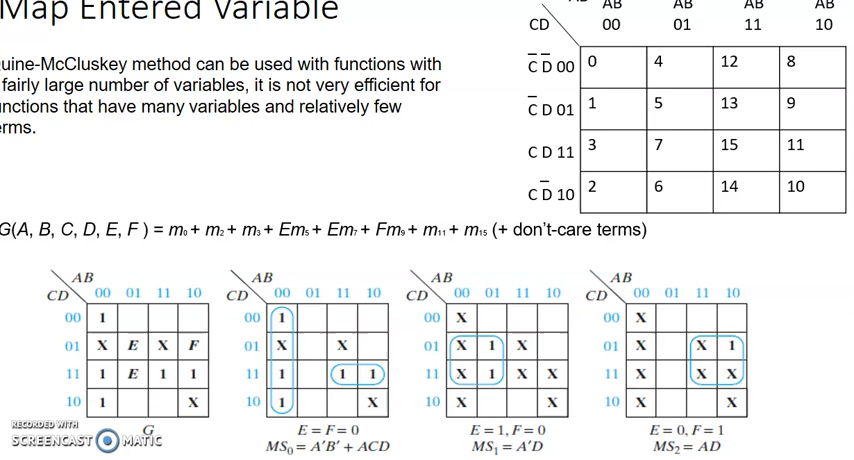 Map Entered Variable
uine-McCluskey method can be used with functions with
fairly large number of variables, it is not very efficient for
nctions that have many variables and relatively few
rms.
AB AB AB AB
CD 00 01 11 10
C̅ D̅ 00 0 4 12 8
C̅ D 01 1 5 13 9
C D 11 3 7 15 11
C D̅ 10 2 6 14 10
G(A, B, C, D, E, F ) = m₀ + m₂ + m₃ + Em₅ + Em₇ + Fm₉ + m₁₁ + m₁₅ (+ don't-care terms)
AB AB AB AB
CD 00 01 11 10 CD 00 01 11 10 CD 00 01 11 10 CD 00 01 11 10
00 1 00 1 00 X 00 X
01 X E X F 01 X X 01 X 1 X 01 X X 1
11 1 E 1 1 11 1 1 1 11 X 1 X X 11 X X X
10 1 X 10 1 X 10 X X 10 X X
G E = F = 0 E = 1, F = 0 E = 0, F = 1
MS₀ = A′B′ + ACD MS₁ = A′D MS₂ = AD
RECORDED WITH
SCREENCAST MATIC